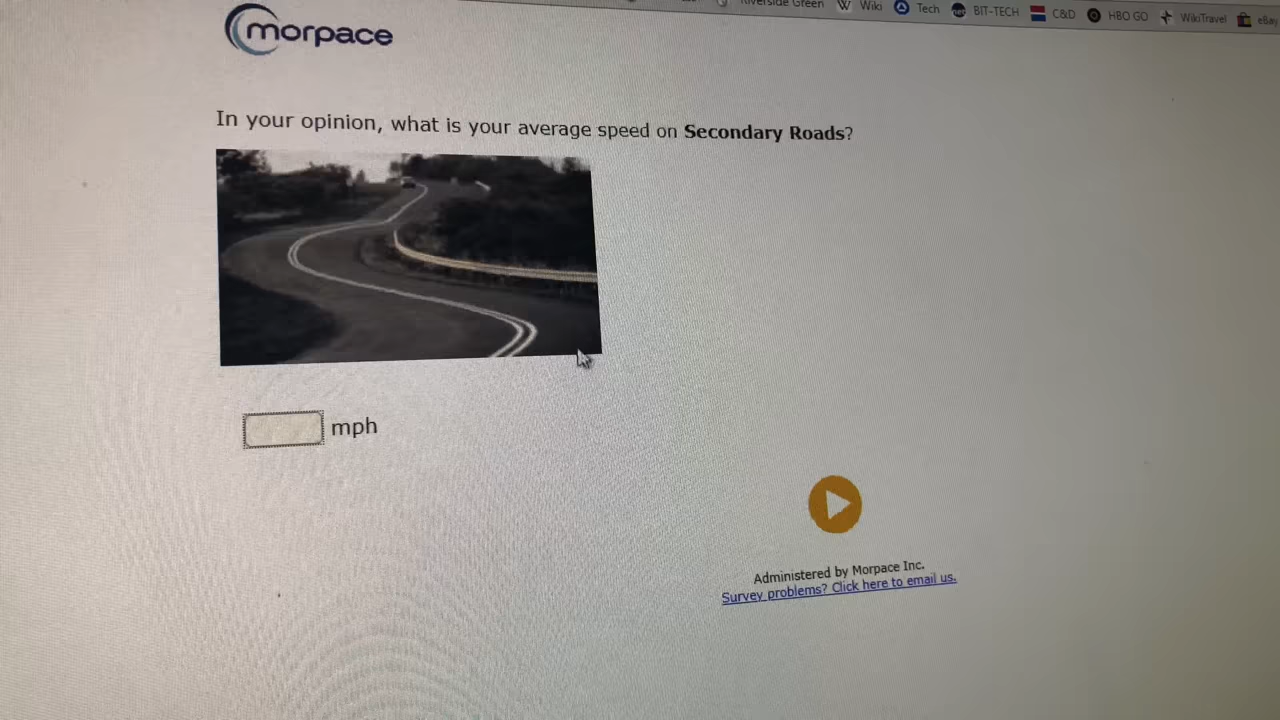 Riverside Green Wiki Tech BIT-TECH C&D HBO GO WikiTravel eBay
morpace
In your opinion, what is your average speed on Secondary Roads?
mph
Administered by Morpace Inc.
Survey problems? Click here to email us.